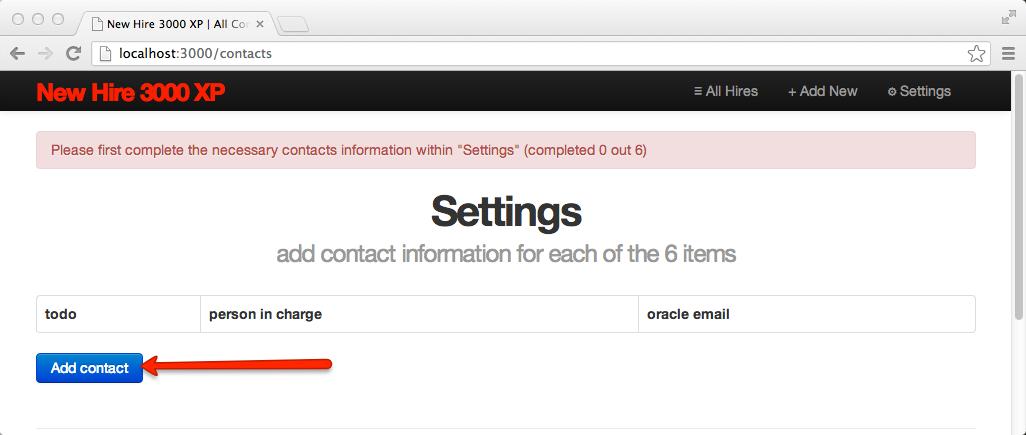 New Hire 3000 XP | All Co
localhost:3000/contacts
New Hire 3000 XP
All Hires + Add New Settings
Please first complete the necessary contacts information within "Settings" (completed 0 out 6)
Settings
add contact information for each of the 6 items
todo person in charge oracle email
Add contact